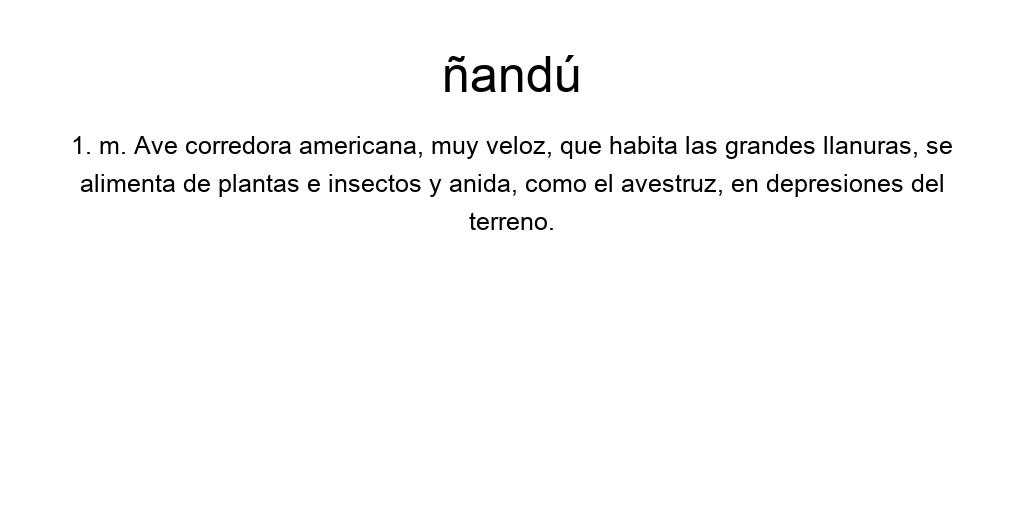 ñandú
1. m. Ave corredora americana, muy veloz, que habita las grandes llanuras, se
alimenta de plantas e insectos y anida, como el avestruz, en depresiones del
terreno.